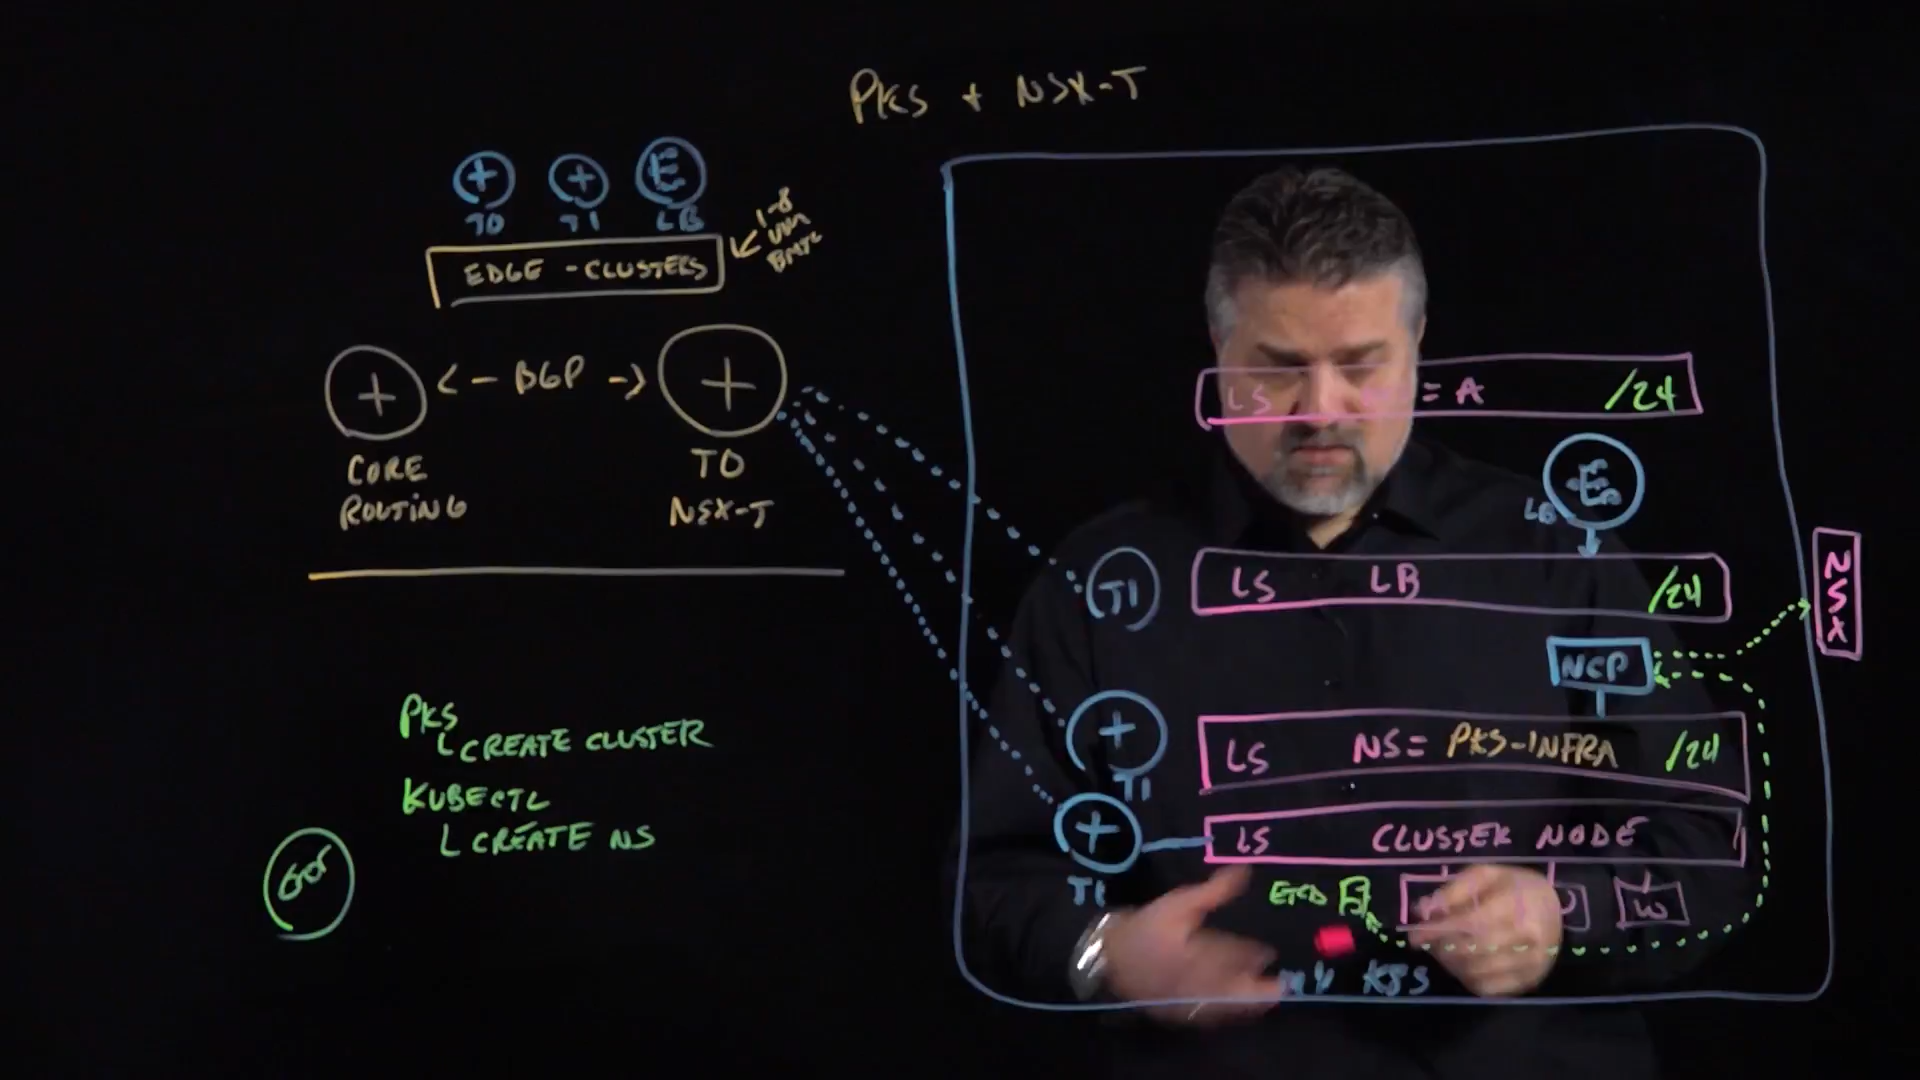 PKS + NSX-T
T0 T1 LB
E
EDGE - CLUSTERS
1-8
VM
<- BGP ->
CORE
ROUTING
T0
NSX-T
PKS
L CREATE CLUSTER
KUBECTL
L CREATE NS
LS = A /24
E
LB
T1
LS LB /24
NSX
NCP
T1
LS NS= PKS-INFRA /24
T1
LS CLUSTER NODE
ETCD
W
K8S